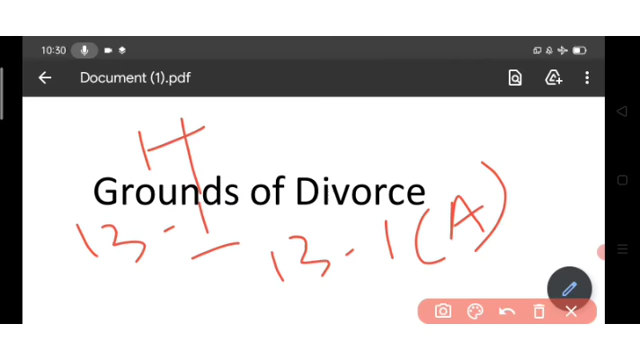 10:30
Document (1).pdf
H
Grounds of Divorce
13-1 13-1(A)